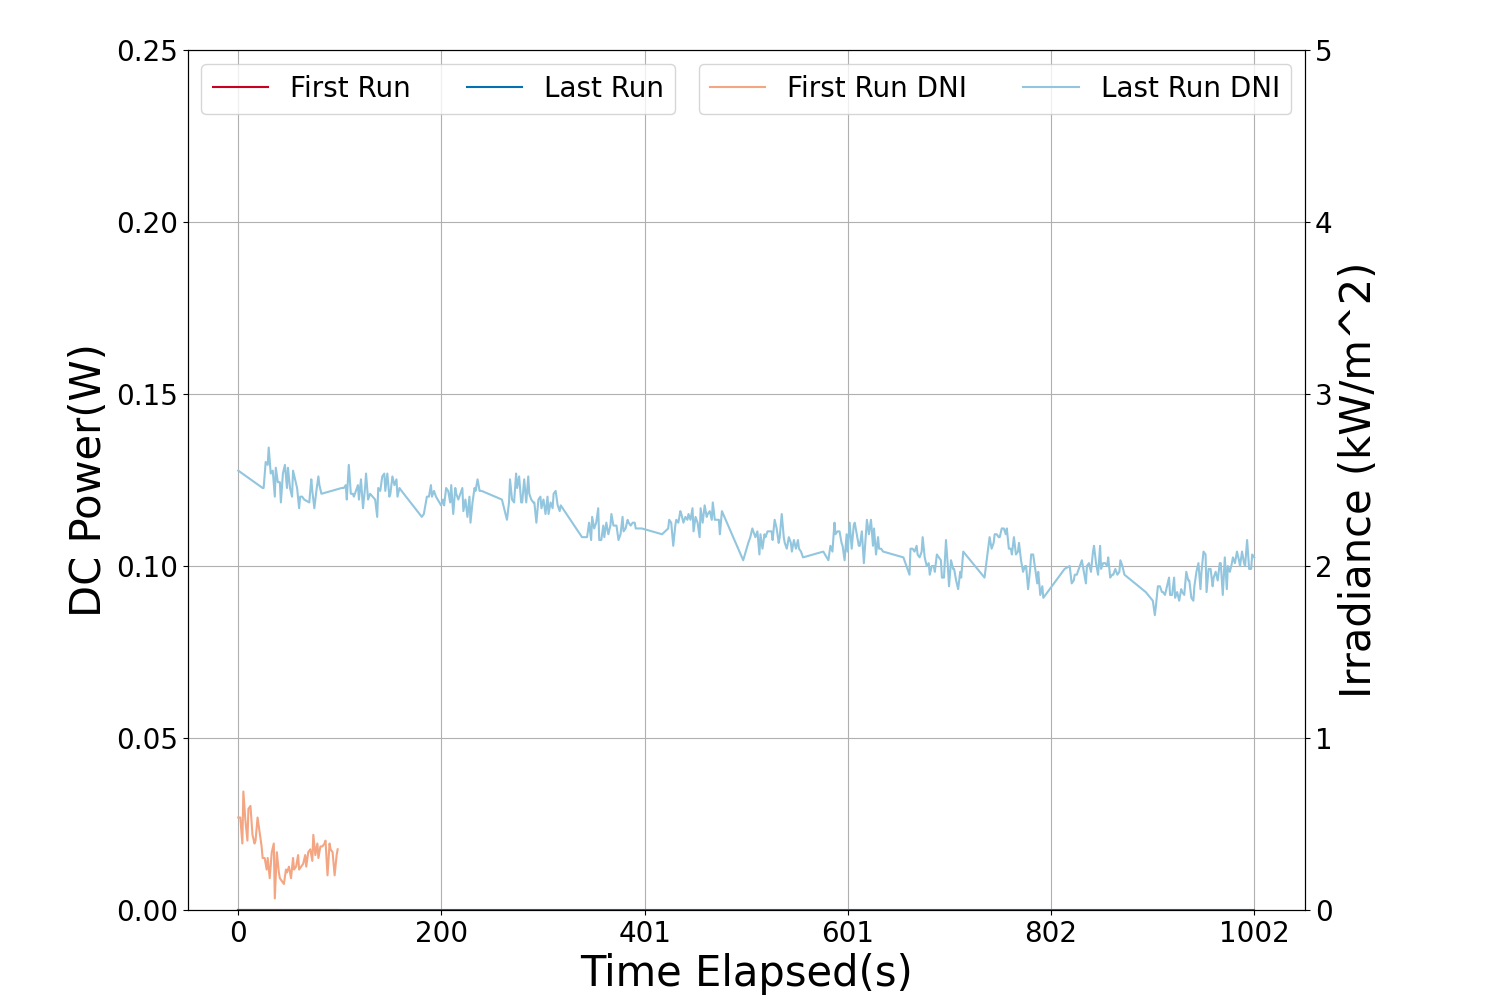 First Run Last Run First Run DNI Last Run DNI
0.25
0.20
0.15
0.10
0.05
0.00
DC Power(W)
5
4
3
2
1
0
Irradiance (kW/m^2)
0 200 401 601 802 1002
Time Elapsed(s)